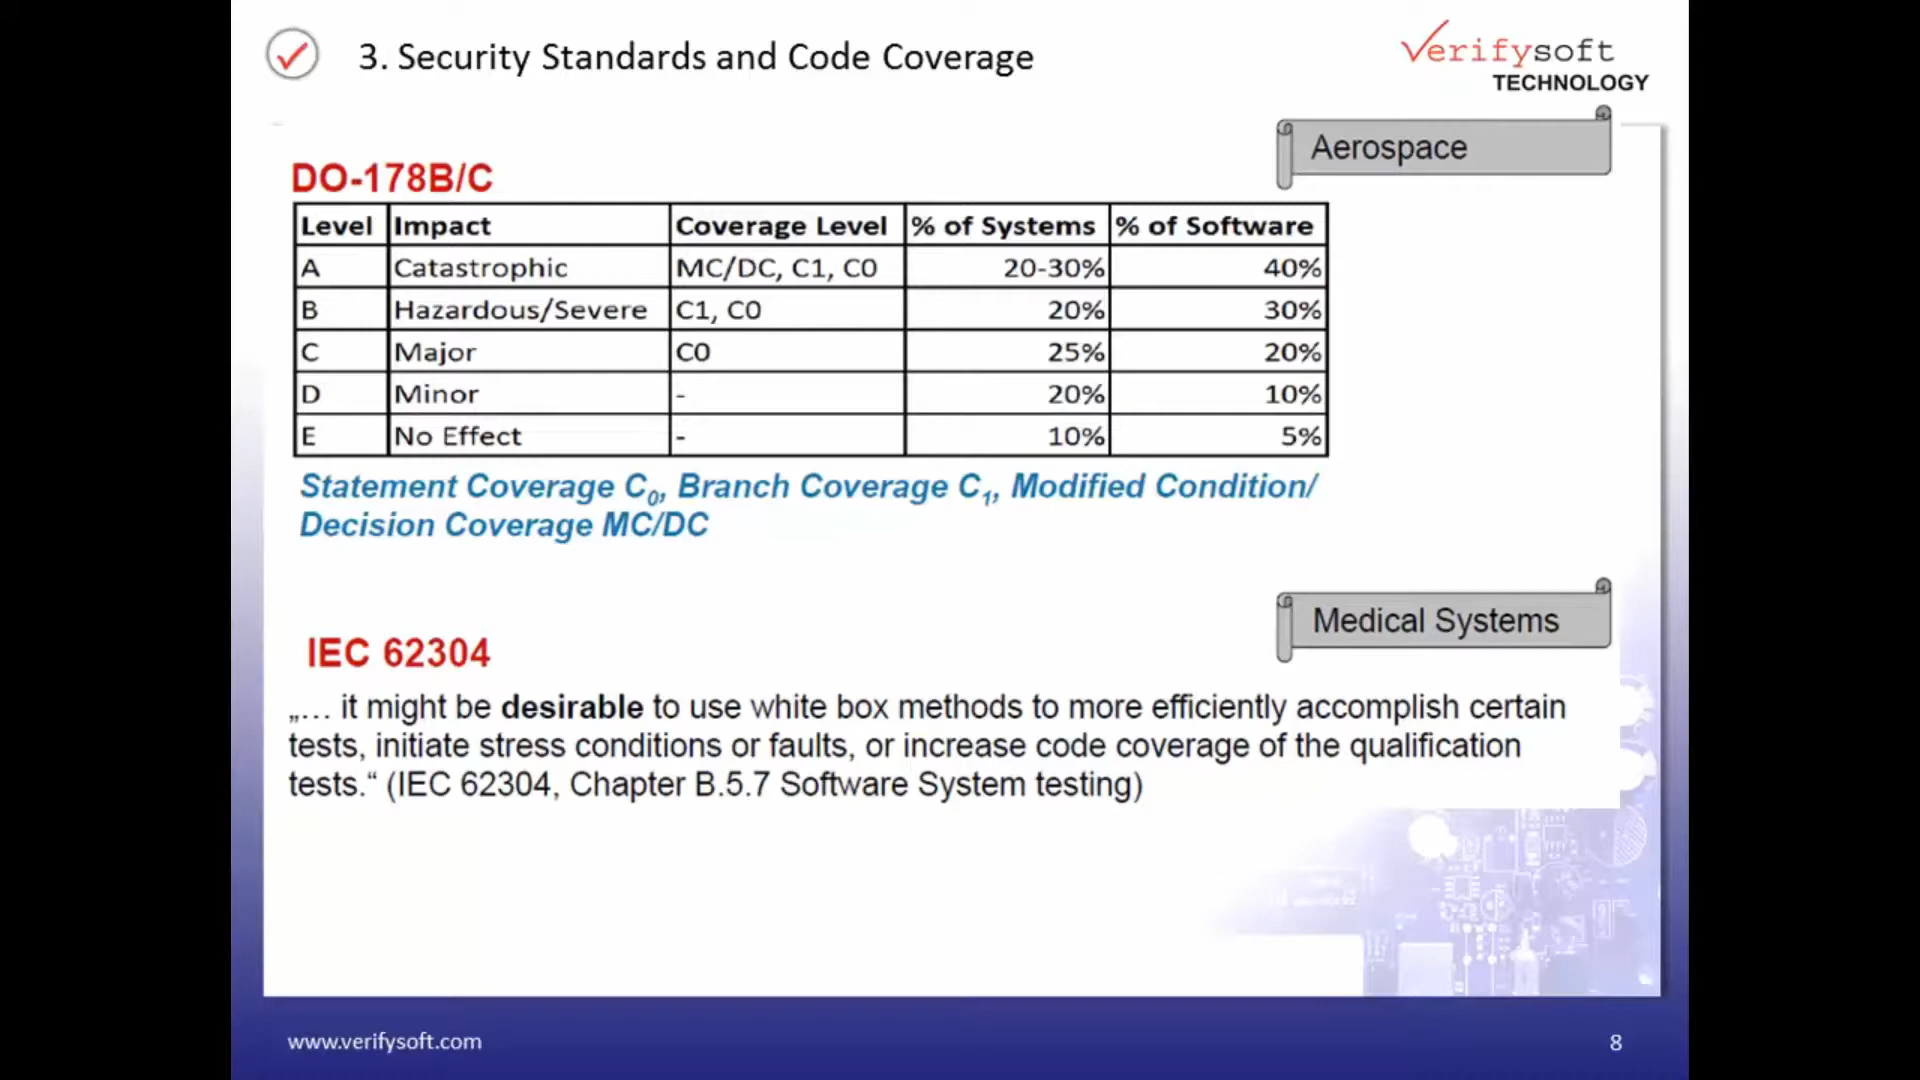 3. Security Standards and Code Coverage
Verifysoft
TECHNOLOGY
Aerospace
DO-178B/C
Level Impact Coverage Level % of Systems % of Software
A Catastrophic MC/DC, C1, C0 20-30% 40%
B Hazardous/Severe C1, C0 20% 30%
C Major C0 25% 20%
D Minor - 20% 10%
E No Effect - 10% 5%
Statement Coverage C0, Branch Coverage C1, Modified Condition/
Decision Coverage MC/DC
Medical Systems
IEC 62304
„… it might be desirable to use white box methods to more efficiently accomplish certain
tests, initiate stress conditions or faults, or increase code coverage of the qualification
tests.“ (IEC 62304, Chapter B.5.7 Software System testing)
www.verifysoft.com
8